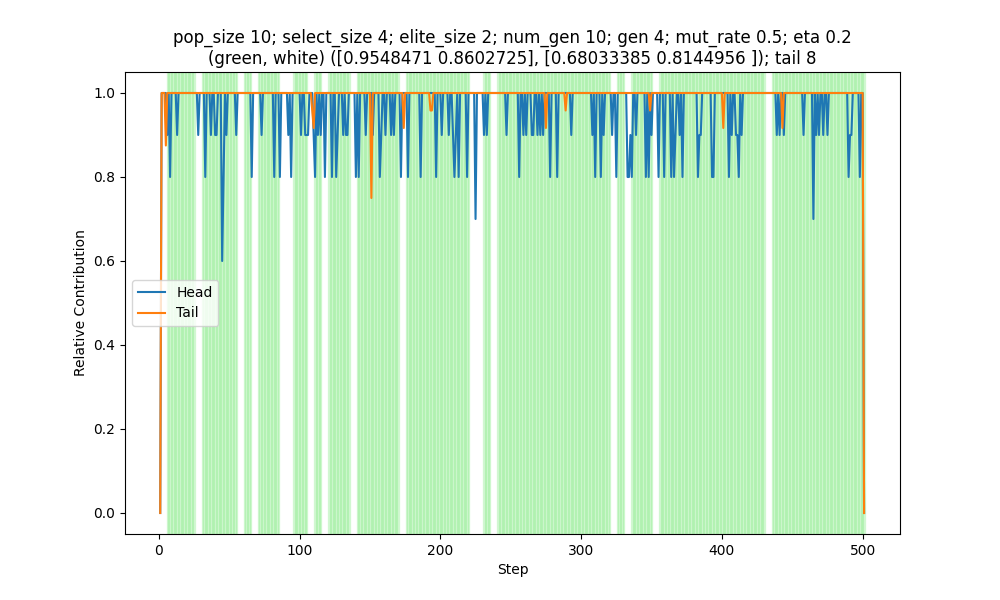 pop_size 10; select_size 4; elite_size 2; num_gen 10; gen 4; mut_rate 0.5; eta 0.2
(green, white) ([0.9548471 0.8602725], [0.68033385 0.8144956 ]); tail 8
1.0
0.8
0.6
0.4
0.2
0.0
Relative Contribution
Head
Tail
0 100 200 300 400 500
Step